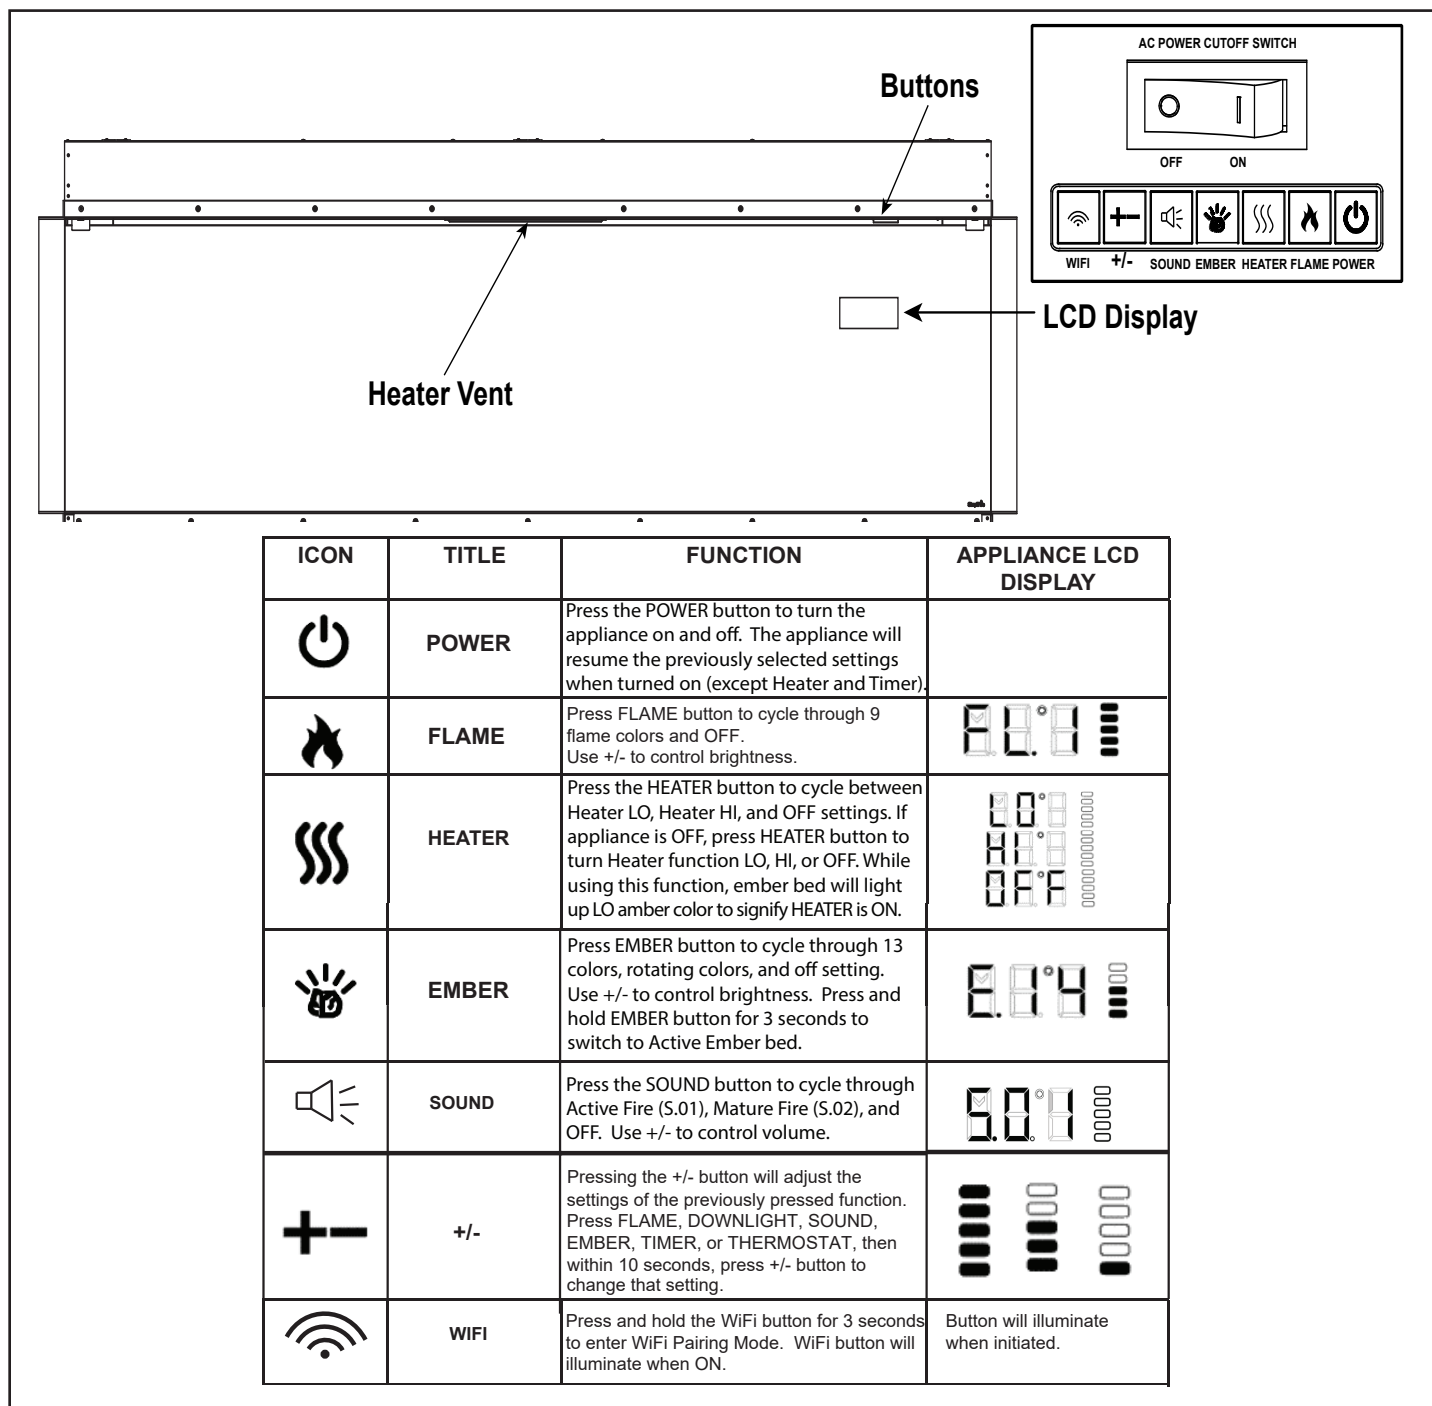 AC POWER CUTOFF SWITCH
Buttons
OFF ON
WIFI +/- SOUND EMBER HEATER FLAME POWER
LCD Display
Heater Vent
ICON TITLE FUNCTION APPLIANCE LCD
DISPLAY
POWER
Press the POWER button to turn the
appliance on and off. The appliance will
resume the previously selected settings
when turned on (except Heater and Timer).
FLAME
Press FLAME button to cycle through 9
flame colors and OFF.
Use +/- to control brightness.
FL.1
HEATER
Press the HEATER button to cycle between
Heater LO, Heater HI, and OFF settings. If
appliance is OFF, press HEATER button to
turn Heater function LO, HI, or OFF. While
using this function, ember bed will light
up LO amber color to signify HEATER is ON.
LO
HI
OFF
EMBER
Press EMBER button to cycle through 13
colors, rotating colors, and off setting.
Use +/- to control brightness. Press and
hold EMBER button for 3 seconds to
switch to Active Ember bed.
E.14
SOUND
Press the SOUND button to cycle through
Active Fire (S.01), Mature Fire (S.02), and
OFF. Use +/- to control volume.
S.01
+/-
Pressing the +/- button will adjust the
settings of the previously pressed function.
Press FLAME, DOWNLIGHT, SOUND,
EMBER, TIMER, or THERMOSTAT, then
within 10 seconds, press +/- button to
change that setting.
WIFI
Press and hold the WiFi button for 3 seconds
to enter WiFi Pairing Mode. WiFi button will
illuminate when ON.
Button will illuminate
when initiated.